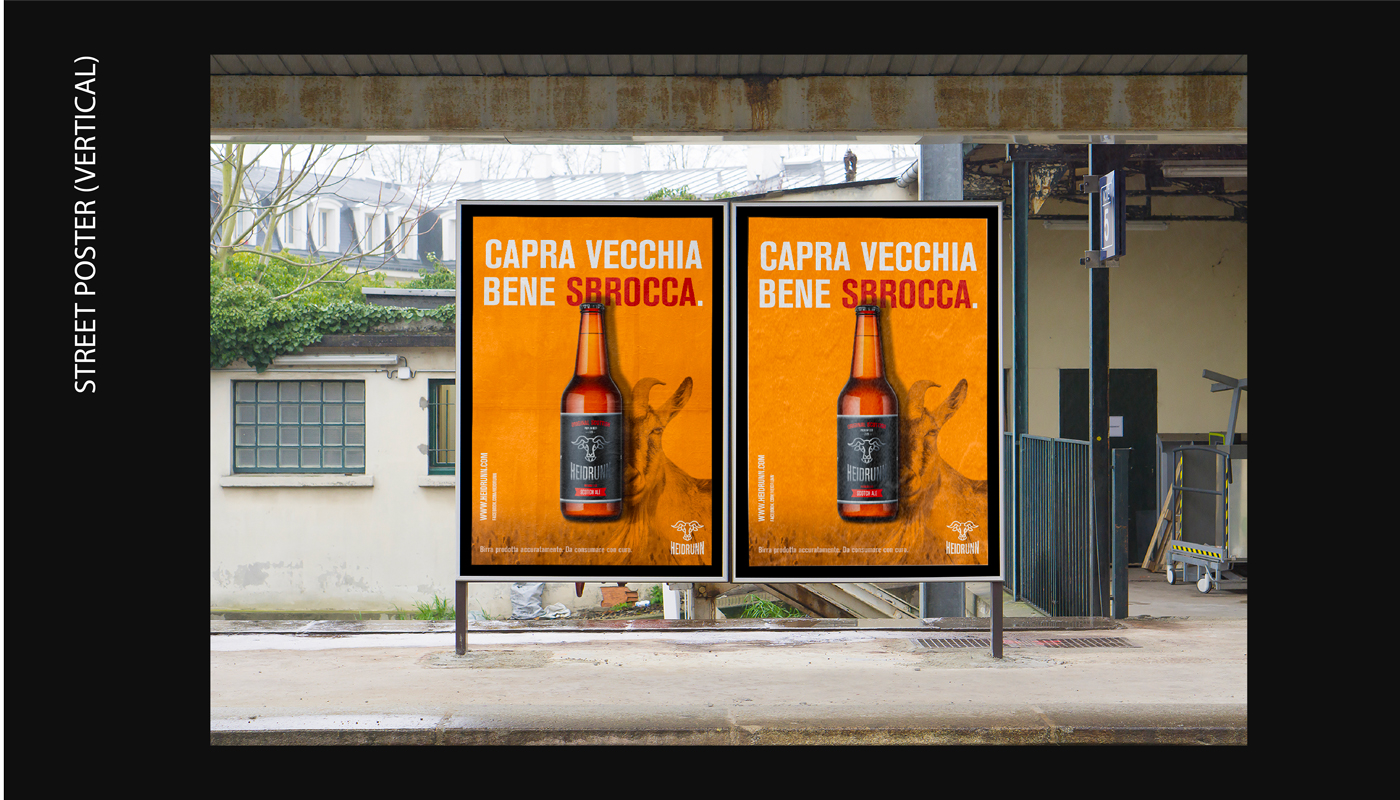 STREET POSTER (VERTICAL)
CAPRA VECCHIA
BENE SBROCCA.
HEIDRUNN
SCOTCH ALE
WWW.HEIDRUNN.COM
Birra prodotta accuratamente. Da consumare con cura.
HEIDRUNN
CAPRA VECCHIA
BENE SBROCCA.
HEIDRUNN
SCOTCH ALE
WWW.HEIDRUNN.COM
Birra prodotta accuratamente. Da consumare con cura.
HEIDRUNN
5